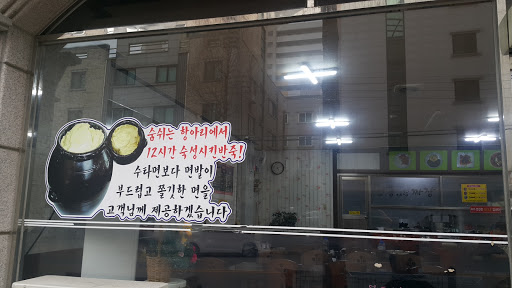 숨쉬는 항아리에서
12시간 숙성시키반죽!
수타면보다 면발이
부드럽고 쫄깃한 면을
고객님께 제공하겠습니다